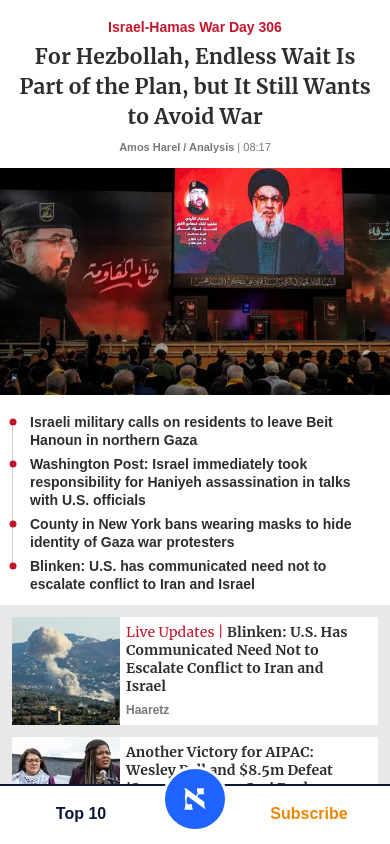 Israel-Hamas War Day 306
For Hezbollah, Endless Wait Is
Part of the Plan, but It Still Wants
to Avoid War
Amos Harel / Analysis | 08:17
فؤاد المقاومة
Israeli military calls on residents to leave Beit
Hanoun in northern Gaza
Washington Post: Israel immediately took
responsibility for Haniyeh assassination in talks
with U.S. officials
County in New York bans wearing masks to hide
identity of Gaza war protesters
Blinken: U.S. has communicated need not to
escalate conflict to Iran and Israel
Live Updates | Blinken: U.S. Has
Communicated Need Not to
Escalate Conflict to Iran and
Israel
Haaretz
Another Victory for AIPAC:
Wesley Bell and $8.5m Defeat
Top 10
Subscribe